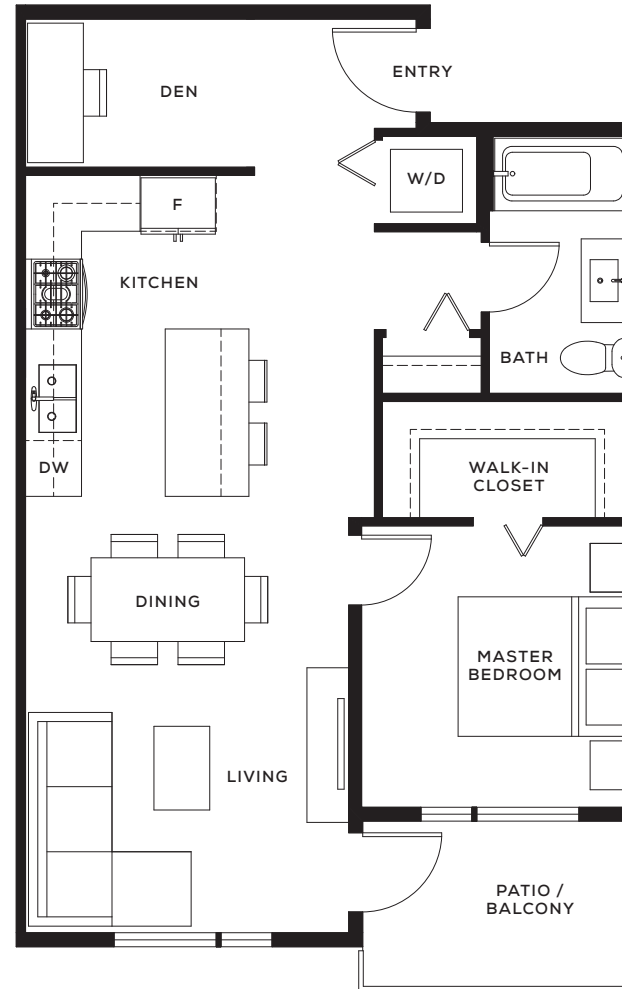 ENTRY
DEN
W/D
F
KITCHEN
BATH
DW
WALK-IN
CLOSET
DINING
MASTER
BEDROOM
LIVING
PATIO /
BALCONY